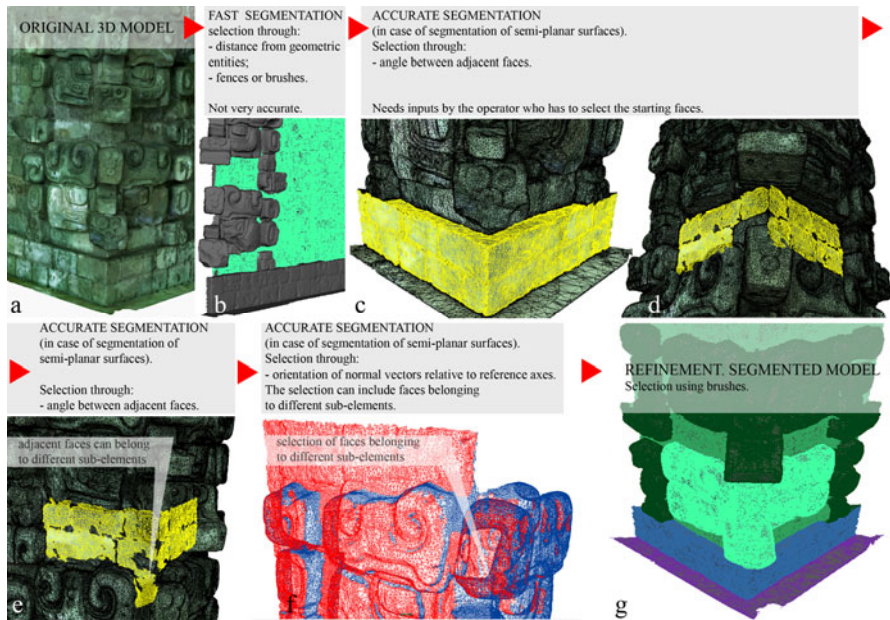 ORIGINAL 3D MODEL
FAST SEGMENTATION
selection through:
- distance from geometric
entities;
- fences or brushes.
Not very accurate.
ACCURATE SEGMENTATION
(in case of segmentation of semi-planar surfaces).
Selection through:
- angle between adjacent faces.
Needs inputs by the operator who has to select the starting faces.
a
b
c
d
ACCURATE SEGMENTATION
(in case of segmentation of
semi-planar surfaces).
Selection through:
- angle between adjacent faces.
adjacent faces can belong
to different sub-elements
ACCURATE SEGMENTATION
(in case of segmentation of semi-planar surfaces).
Selection through:
- orientation of normal vectors relative to reference axes.
The selection can include faces belonging
to different sub-elements.
selection of faces belonging
to different sub-elements
REFINEMENT. SEGMENTED MODEL
Selection using brushes.
e
f
g